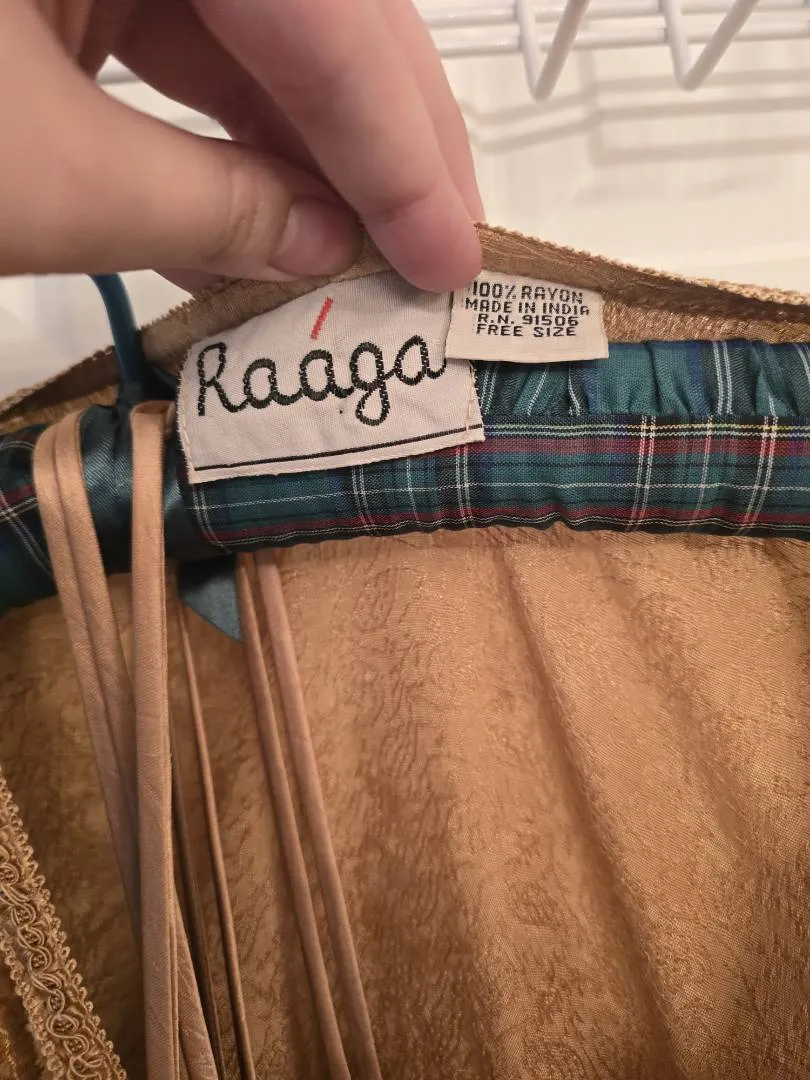 Raága
100% RAYON
MADE IN INDIA
R.N. 91506
FREE SIZE